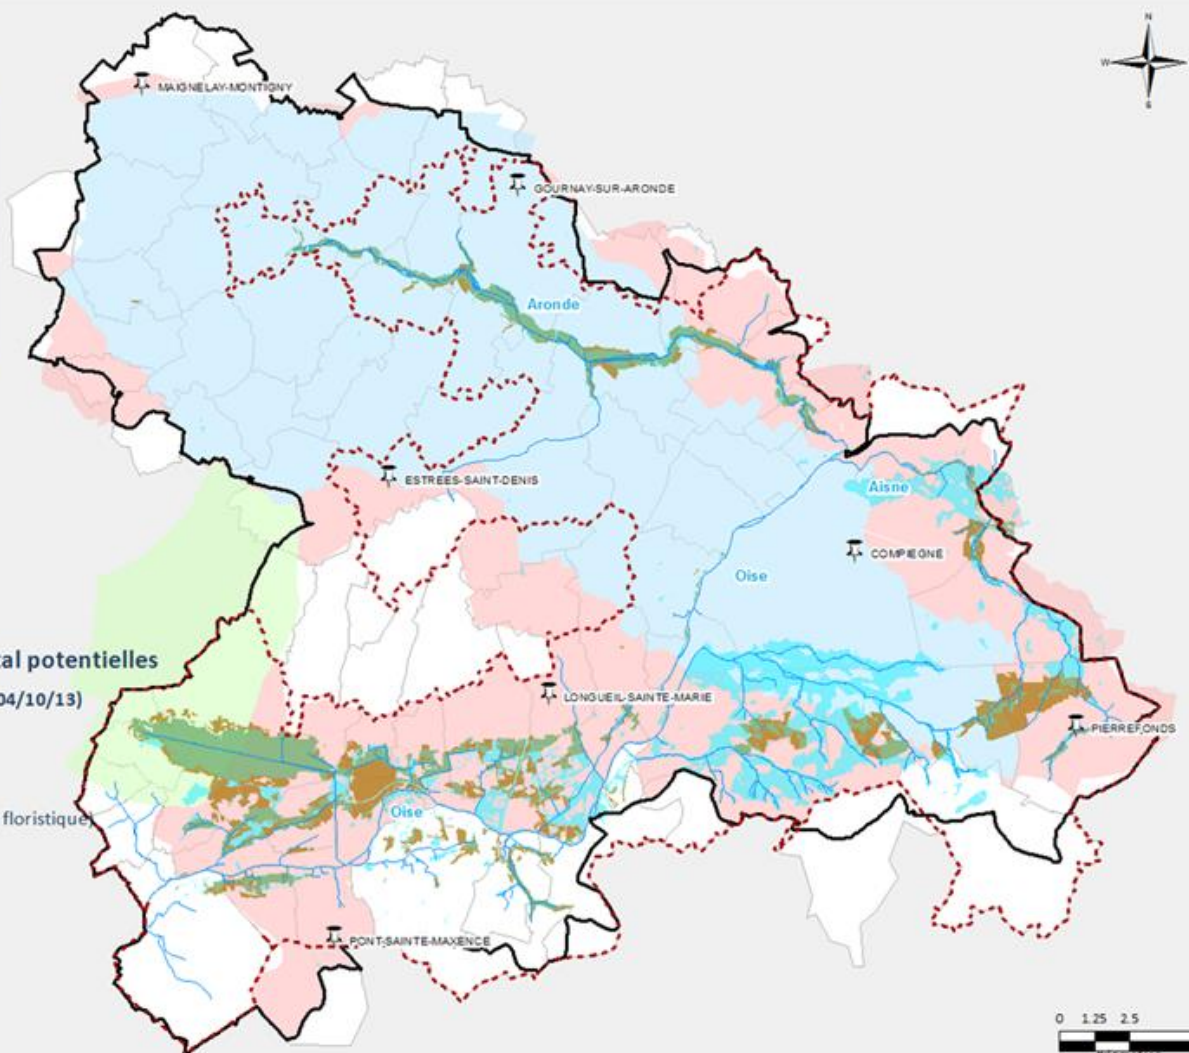 N
W
S
MAIGNELAY-MONTIGNY
GOURNAY-SUR-ARONDE
Aronde
ESTREES-SAINT-DENIS
Aisne
COMPIEGNE
Oise
al potentielles
04/10/13)
LONGUEIL-SAINTE-MARIE
PIERREFONDS
Oise
floristique)
PONT-SAINTE-MAXENCE
0 1.25 2.5